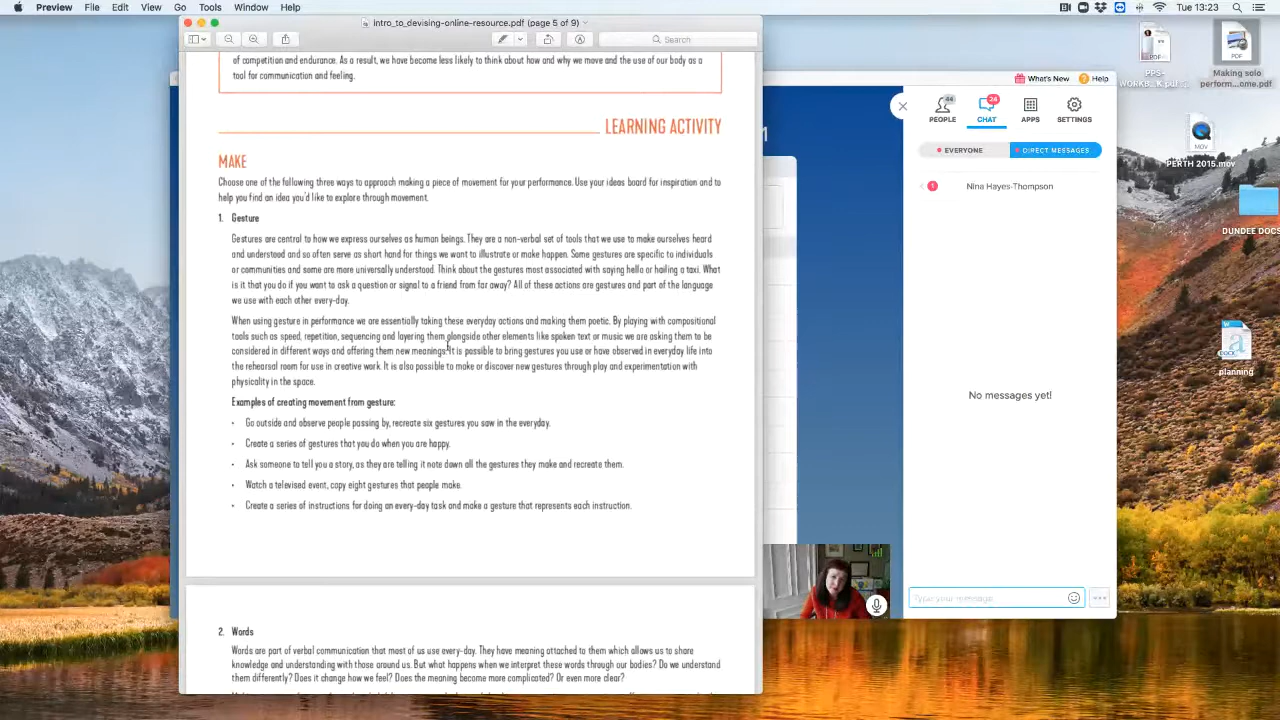 Preview File Edit View Go Tools Window Help
Tue 13:23
intro_to_devising-online-resource.pdf (page 5 of 9)
Search
of competition and endurance. As a result, we have become less likely to think about how and why we move and the use of our body as a
tool for communication and feeling.
LEARNING ACTIVITY
MAKE
Choose one of the following three ways to approach making a piece of movement for your performance. Use your ideas board for inspiration and to
help you find an idea you'd like to explore through movement.
1. Gesture
Gestures are central to how we express ourselves as human beings. They are a non-verbal set of tools that we use to make ourselves heard
and understood and so often serve as short hand for things we want to illustrate or make happen. Some gestures are specific to individuals
or communities and some are more universally understood. Think about the gestures most associated with saying hello or hailing a taxi. What
is it that you do if you want to ask a question or signal to a friend from far away? All of these actions are gestures and part of the language
we use with each other every-day.
When using gesture in performance we are essentially taking these everyday actions and making them poetic. By playing with compositional
tools such as speed, repetition, sequencing and layering them alongside other elements like spoken text or music we are asking them to be
considered in different ways and offering them new meanings. It is possible to bring gestures you use or have observed in everyday life into
the rehearsal room for use in creative work. It is also possible to make or discover new gestures through play and experimentation with
physicality in the space.
Examples of creating movement from gesture:
• Go outside and observe people passing by, recreate six gestures you saw in the everyday.
• Create a series of gestures that you do when you are happy.
• Ask someone to tell you a story, as they are telling it note down all the gestures they make and recreate them.
• Watch a televised event, copy eight gestures that people make.
• Create a series of instructions for doing an every-day task and make a gesture that represents each instruction.
2. Words
Words are part of verbal communication that most of us use every-day. They have meaning attached to them which allows us to share
knowledge and understanding with those around us. But what happens when we interpret these words through our bodies? Do we understand
them differently? Does it change how we feel? Does the meaning become more complicated? Or even more clear?
What's New
Help
44
24
PEOPLE CHAT APPS SETTINGS
EVERYONE DIRECT MESSAGES
1 Nina Hayes-Thompson
No messages yet!
Type your message
PPS-
WORKS...K.pdf
PDF
Making solo
perform...ome.pdf
MOV
PERTH 2015.mov
DUNDEE DOCS
DOCX
planning